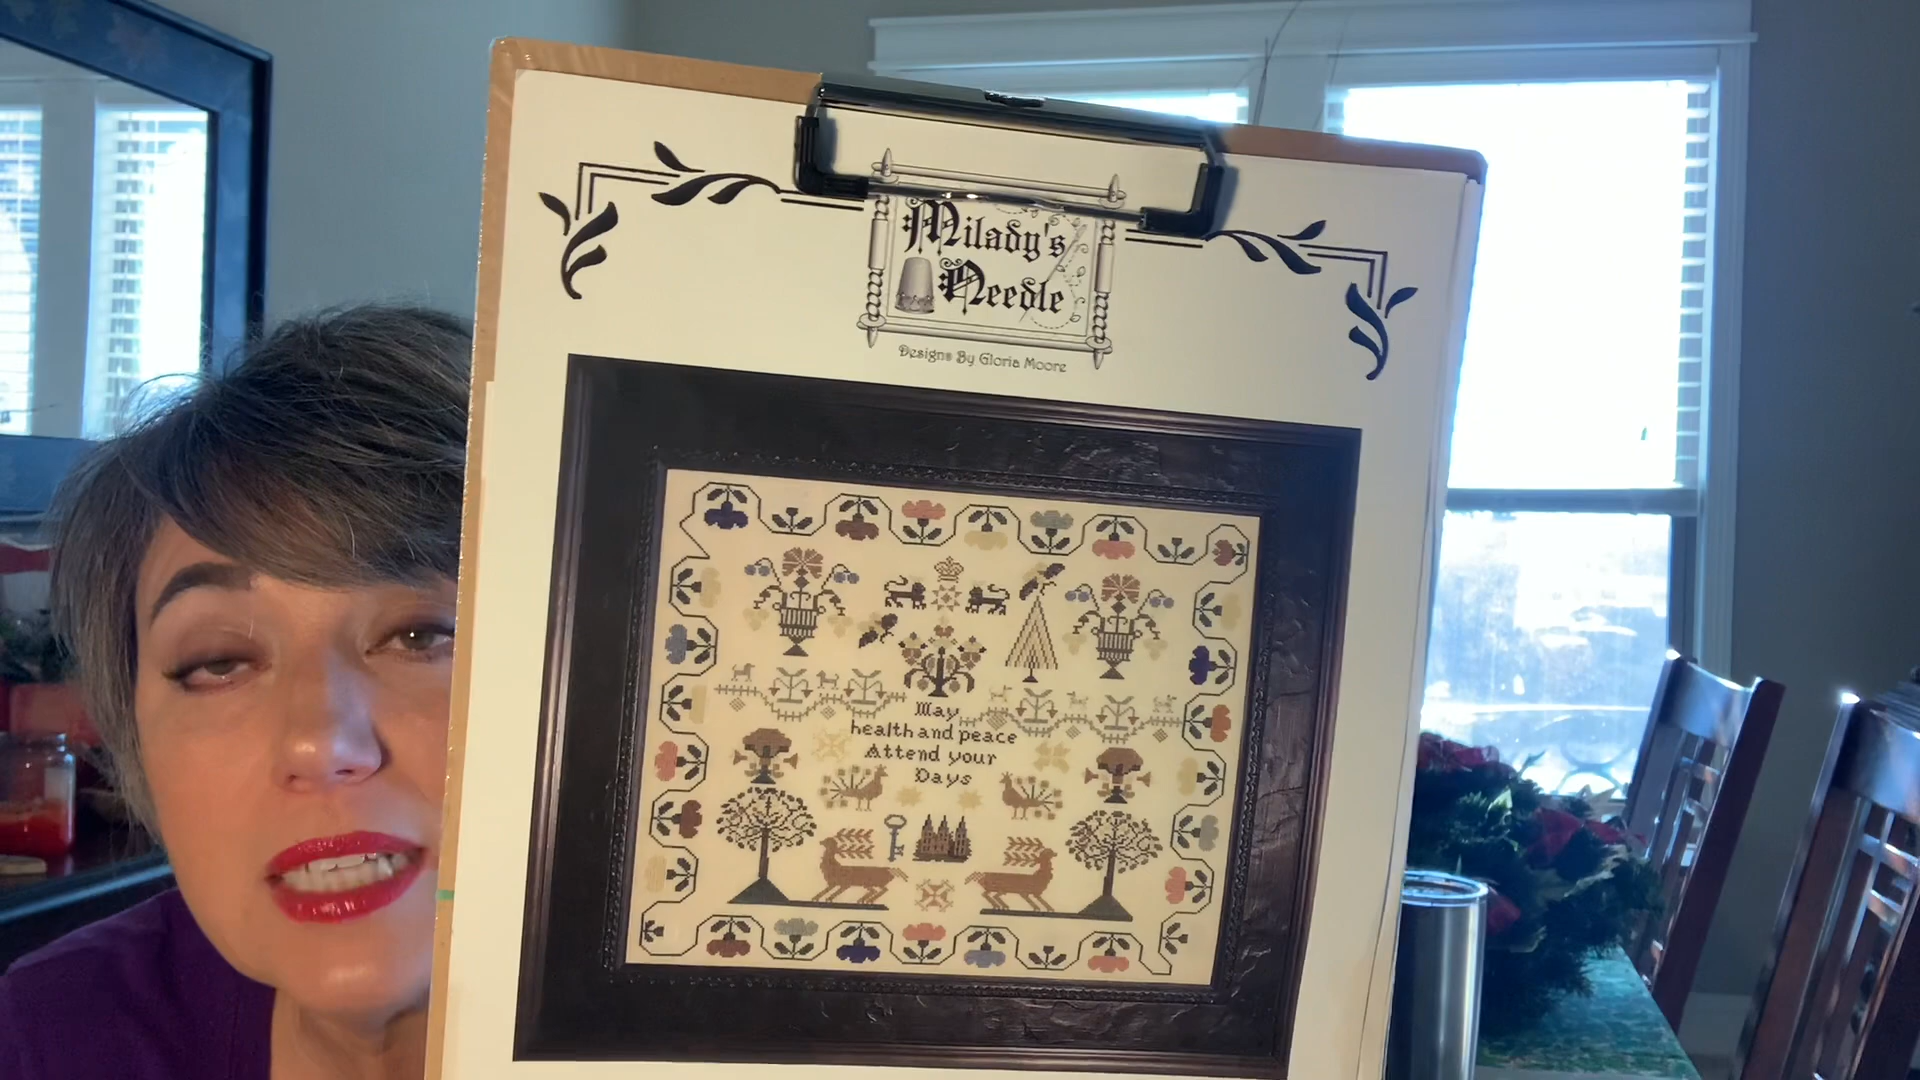 Milady's
Needle
Designs By Gloria Moore
May
health and peace
Attend your
Days